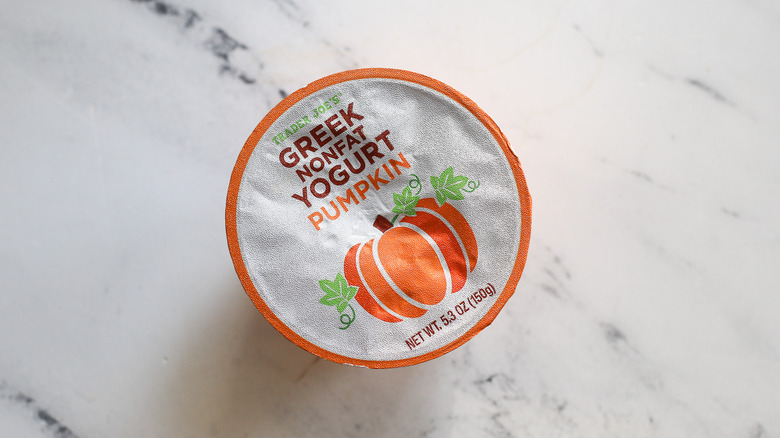 TRADER JOE'S
GREEK
NONFAT
YOGURT
PUMPKIN
NET WT. 5.3 OZ (150g)